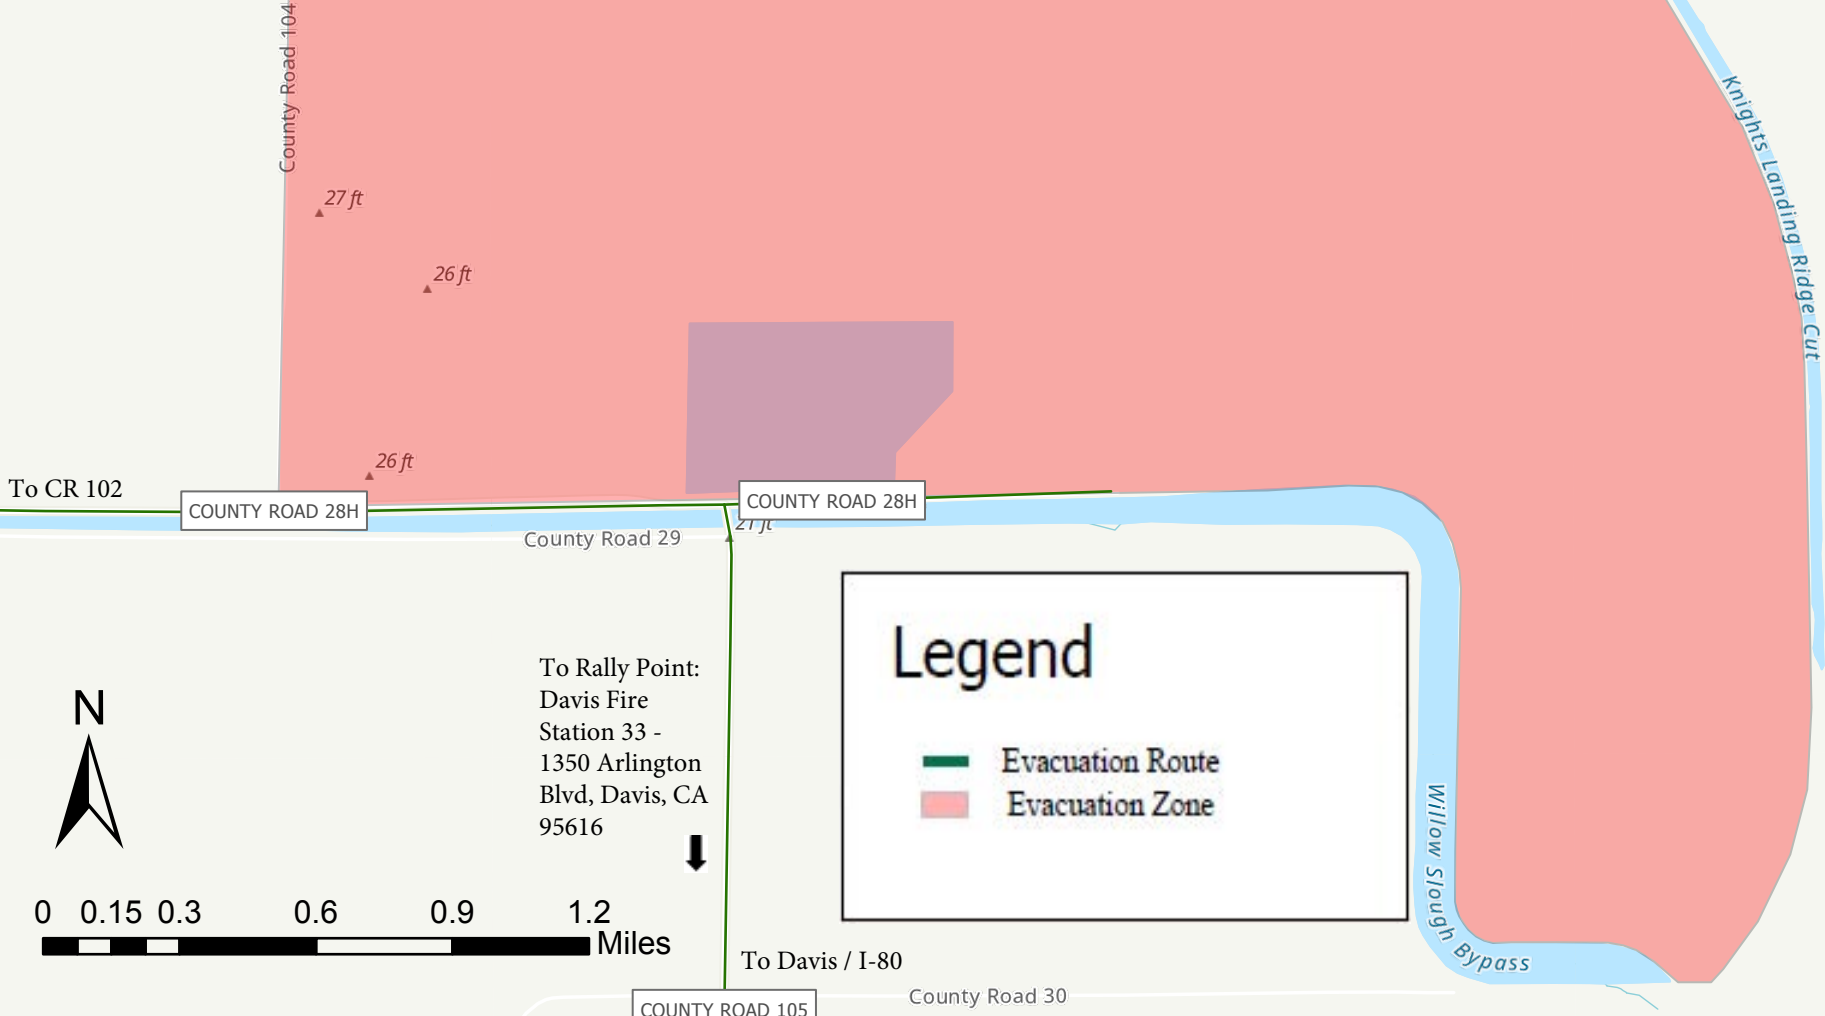 County Road 104
Knights Landing Ridge Cut
27 ft
26 ft
26 ft
To CR 102
COUNTY ROAD 28H
COUNTY ROAD 28H
21 ft
County Road 29
Legend
Evacuation Route
Evacuation Zone
To Rally Point:
Davis Fire
Station 33 -
1350 Arlington
Blvd, Davis, CA
95616
N
0 0.15 0.3 0.6 0.9 1.2
Miles
Willow Slough Bypass
To Davis / I-80
County Road 30
COUNTY ROAD 105